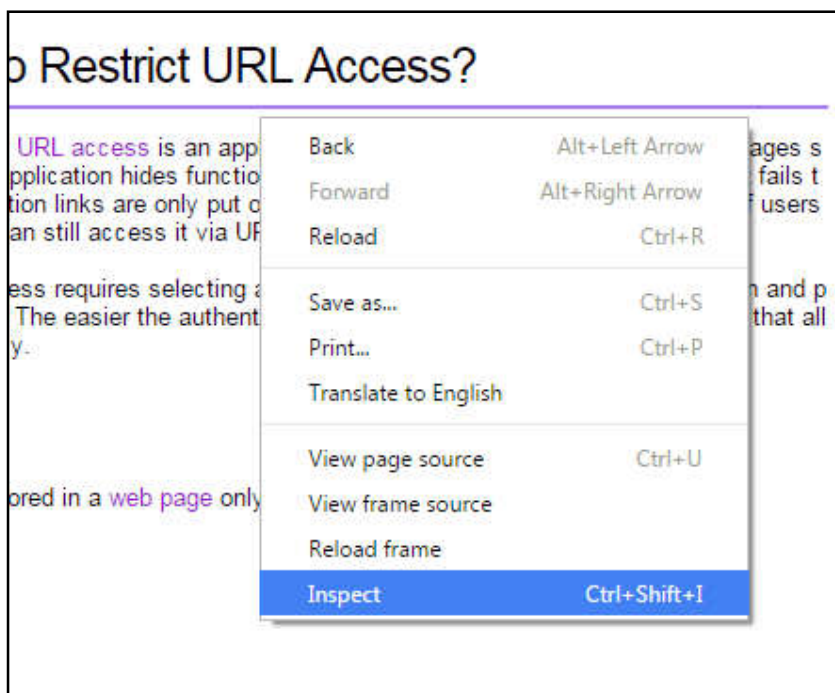 o Restrict URL Access?
URL access is an app
ages s
pplication hides functio
fails t
tion links are only put o
f users
an still access it via UR
ess requires selecting a
n and p
The easier the authent
that all
y.
ored in a web page only
Back Alt+Left Arrow
Forward Alt+Right Arrow
Reload Ctrl+R
Save as... Ctrl+S
Print... Ctrl+P
Translate to English
View page source Ctrl+U
View frame source
Reload frame
Inspect Ctrl+Shift+I